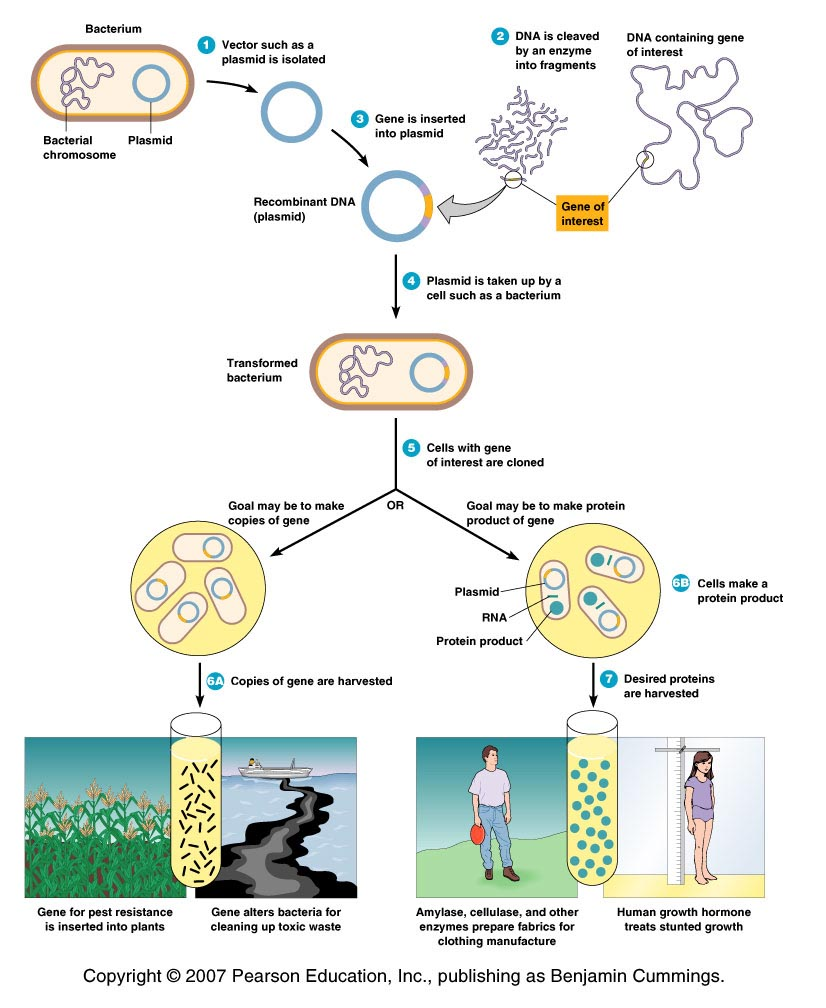 Bacterium
1 Vector such as a
plasmid is isolated
2 DNA is cleaved
by an enzyme
into fragments
DNA containing gene
of interest
Bacterial
chromosome
Plasmid
3 Gene is inserted
into plasmid
Recombinant DNA
(plasmid)
Gene of
interest
4 Plasmid is taken up by a
cell such as a bacterium
Transformed
bacterium
5 Cells with gene
of interest are cloned
Goal may be to make
copies of gene
OR
Goal may be to make protein
product of gene
Plasmid
RNA
Protein product
6B Cells make a
protein product
6A Copies of gene are harvested
7 Desired proteins
are harvested
Gene for pest resistance
is inserted into plants
Gene alters bacteria for
cleaning up toxic waste
Amylase, cellulase, and other
enzymes prepare fabrics for
clothing manufacture
Human growth hormone
treats stunted growth
Copyright © 2007 Pearson Education, Inc., publishing as Benjamin Cummings.